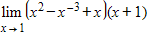 lim (x² − x⁻³ + x)(x + 1)
x → 1